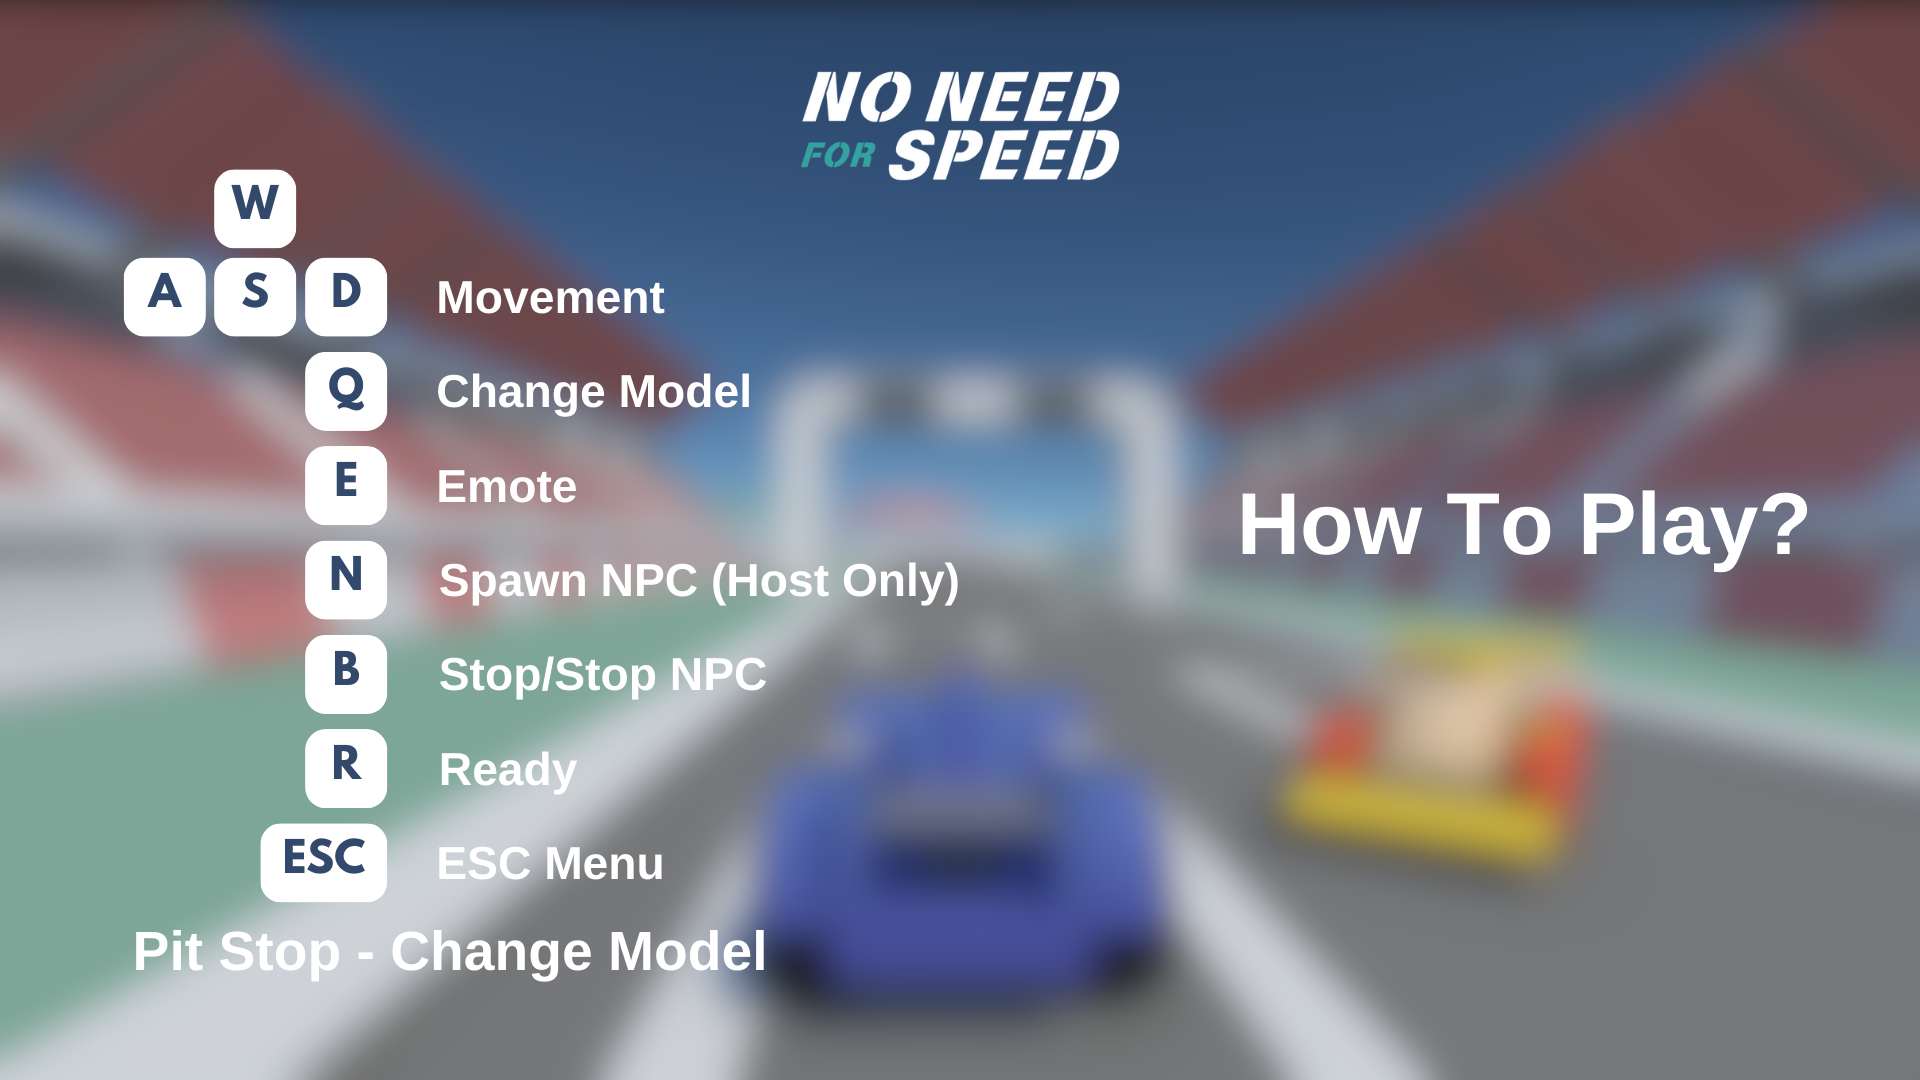 NO NEED
FOR SPEED
W
A S D Movement
Q Change Model
E Emote
N Spawn NPC (Host Only)
B Stop/Stop NPC
R Ready
ESC ESC Menu
Pit Stop - Change Model
How To Play?